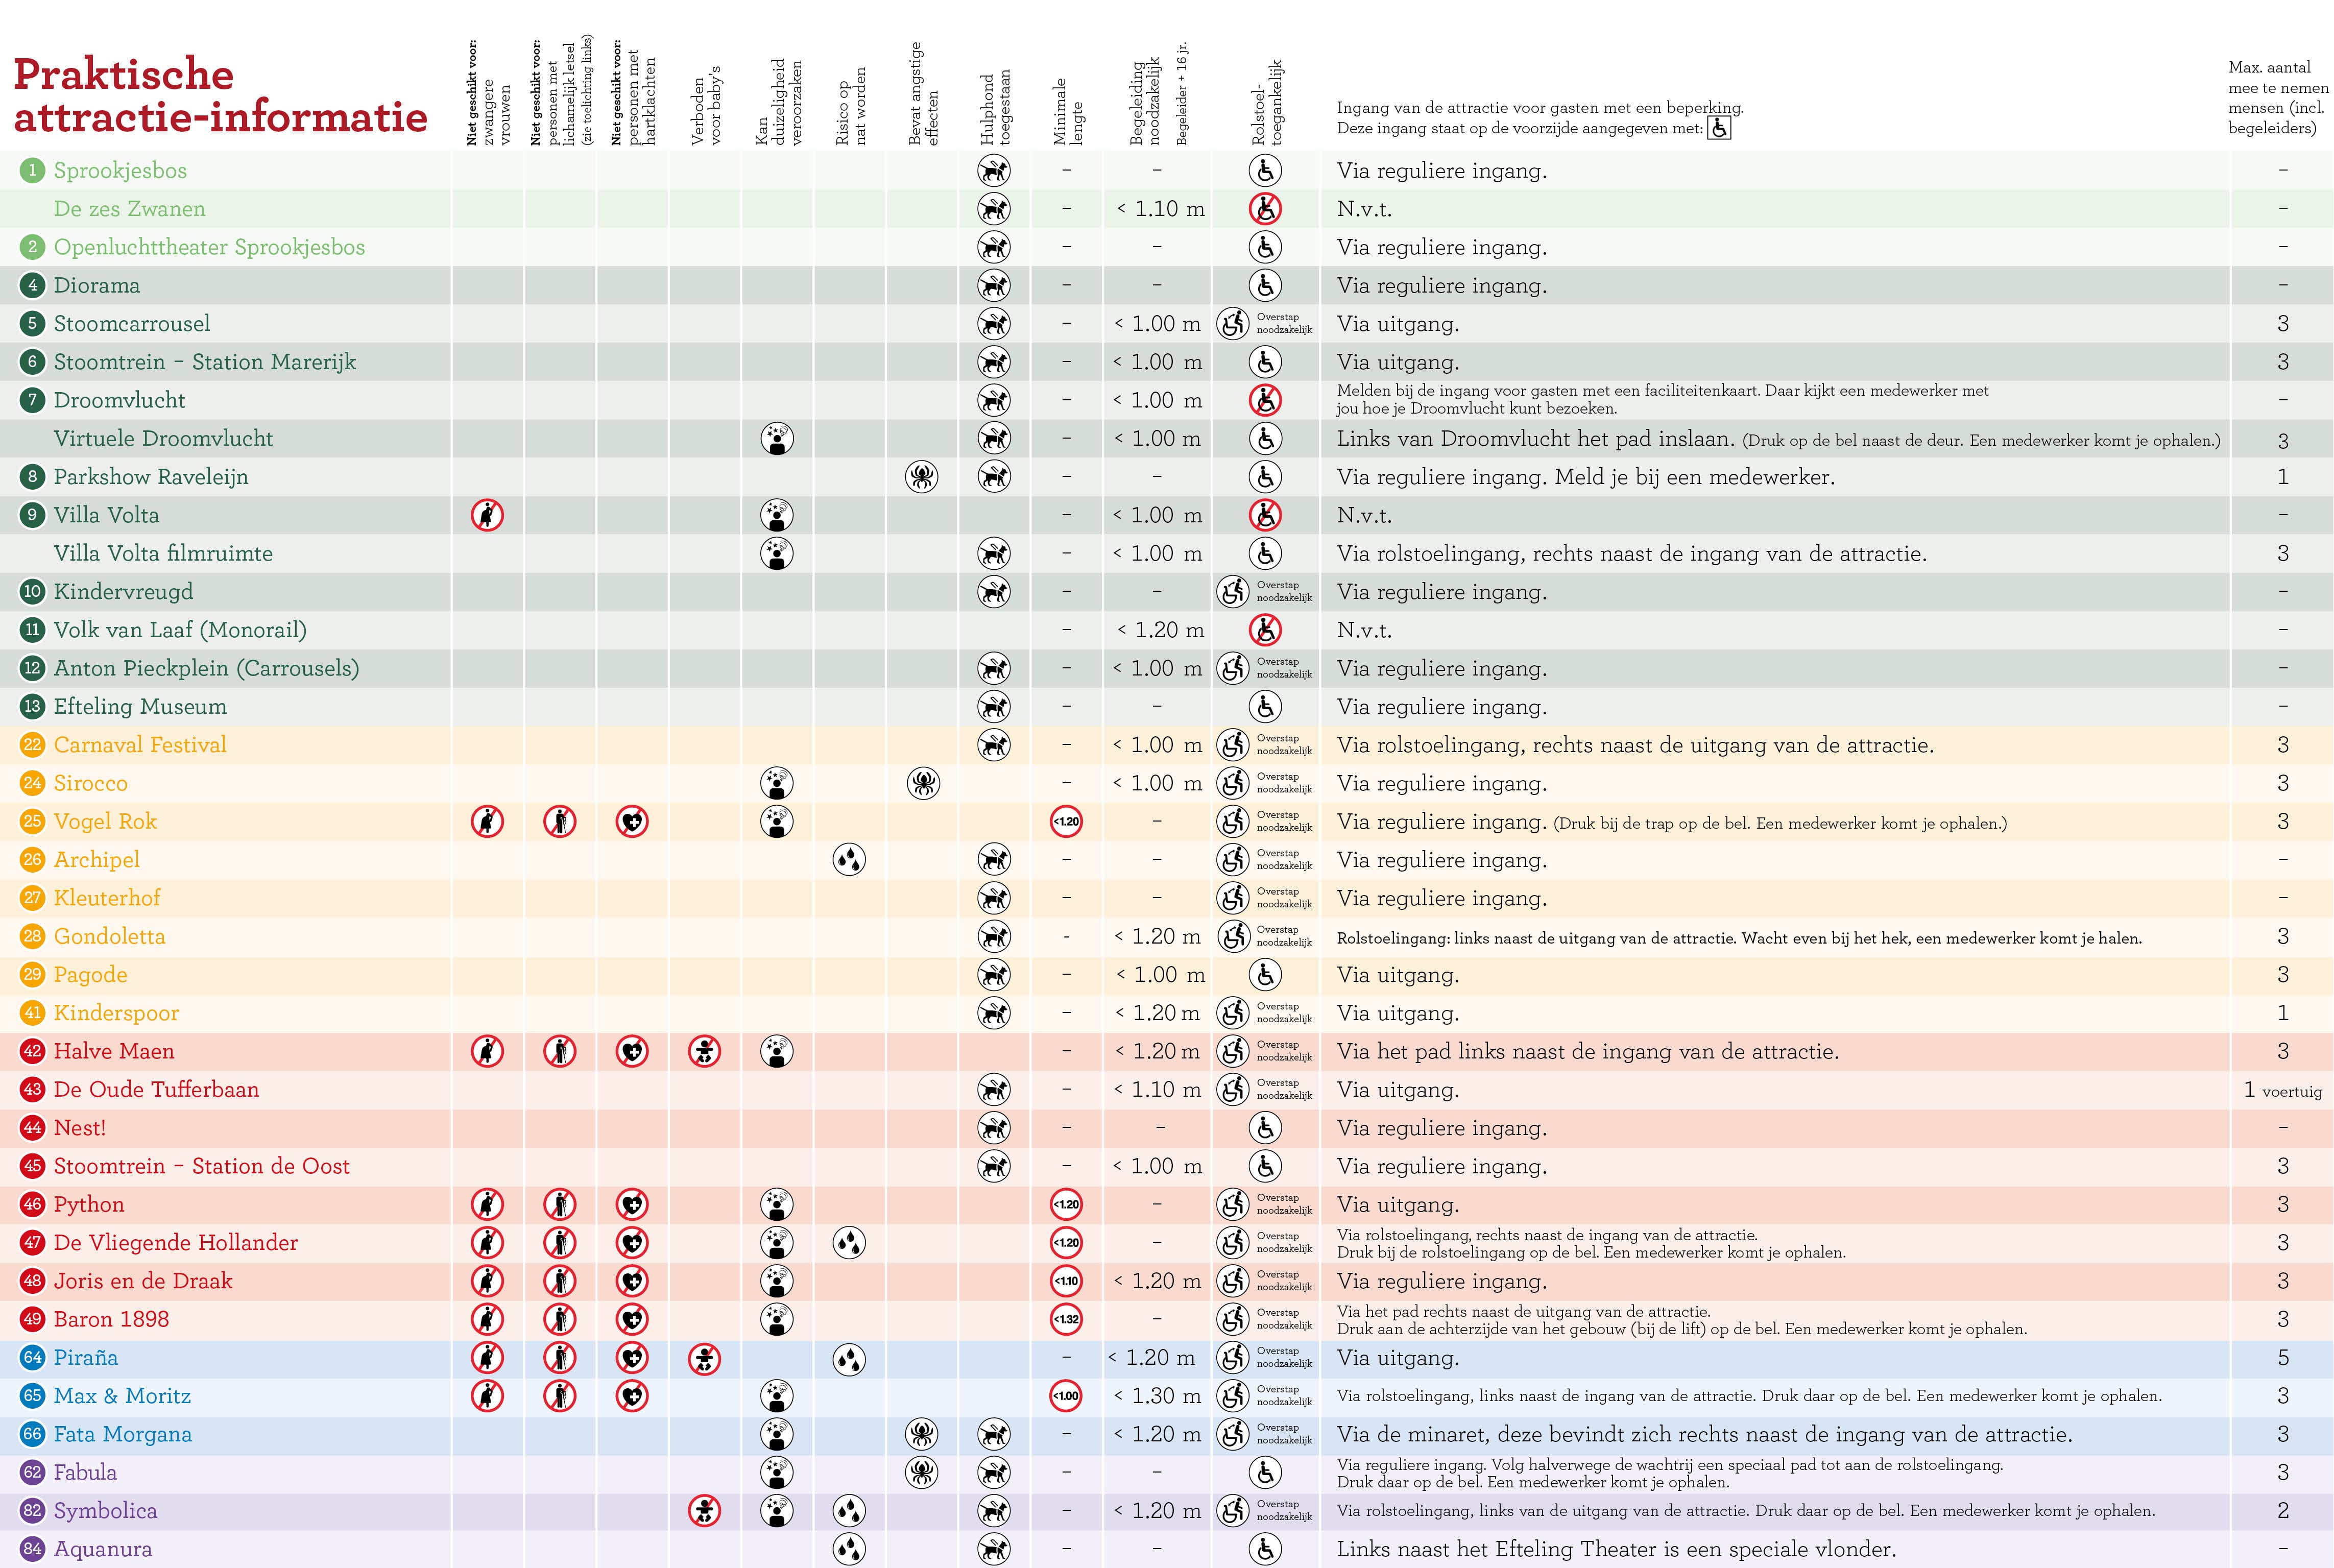 Praktische
attractie-informatie
Niet geschikt voor:
zwangere
vrouwen
Niet geschikt voor:
personen met
lichamelijk letsel
(zie toelichting links)
Niet geschikt voor:
personen met
hartklachten
Verboden
voor baby's
Kan
duizeligheid
veroorzaken
Risico op
nat worden
Bevat angstige
effecten
Hulphond
toegestaan
Minimale
lengte
Begeleiding
noodzakelijk
Begeleider + 16 jr.
Rolstoel-
toegankelijk
Ingang van de attractie voor gasten met een beperking.
Deze ingang staat op de voorzijde aangegeven met:
Max. aantal
mee te nemen
mensen (incl.
begeleiders)
1 Sprookjesbos – – Via reguliere ingang. –
De zes Zwanen – < 1.10 m N.v.t. –
2 Openluchttheater Sprookjesbos – – Via reguliere ingang. –
4 Diorama – – Via reguliere ingang. –
5 Stoomcarrousel – < 1.00 m Overstap noodzakelijk Via uitgang. 3
6 Stoomtrein – Station Marerijk – < 1.00 m Via uitgang. 3
7 Droomvlucht – < 1.00 m Melden bij de ingang voor gasten met een faciliteitenkaart. Daar kijkt een medewerker met
jou hoe je Droomvlucht kunt bezoeken. –
Virtuele Droomvlucht – < 1.00 m Links van Droomvlucht het pad inslaan. (Druk op de bel naast de deur. Een medewerker komt je ophalen.) 3
8 Parkshow Raveleijn – – Via reguliere ingang. Meld je bij een medewerker. 1
9 Villa Volta – < 1.00 m N.v.t. –
Villa Volta filmruimte – < 1.00 m Via rolstoelingang, rechts naast de ingang van de attractie. 3
10 Kindervreugd – – Overstap noodzakelijk Via reguliere ingang. –
11 Volk van Laaf (Monorail) – < 1.20 m N.v.t. –
12 Anton Pieckplein (Carrousels) – < 1.00 m Overstap noodzakelijk Via reguliere ingang. –
13 Efteling Museum – – Via reguliere ingang. –
22 Carnaval Festival – < 1.00 m Overstap noodzakelijk Via rolstoelingang, rechts naast de uitgang van de attractie. 3
24 Sirocco – < 1.00 m Overstap noodzakelijk Via reguliere ingang. 3
25 Vogel Rok <1.20 – Overstap noodzakelijk Via reguliere ingang. (Druk bij de trap op de bel. Een medewerker komt je ophalen.) 3
26 Archipel – – Overstap noodzakelijk Via reguliere ingang. –
27 Kleuterhof – – Overstap noodzakelijk Via reguliere ingang. –
28 Gondoletta - < 1.20 m Overstap noodzakelijk Rolstoelingang: links naast de uitgang van de attractie. Wacht even bij het hek, een medewerker komt je halen. 3
29 Pagode – < 1.00 m Via uitgang. 3
41 Kinderspoor – < 1.20 m Overstap noodzakelijk Via uitgang. 1
42 Halve Maen – < 1.20 m Overstap noodzakelijk Via het pad links naast de ingang van de attractie. 3
43 De Oude Tufferbaan – < 1.10 m Overstap noodzakelijk Via uitgang. 1 voertuig
44 Nest! – – Via reguliere ingang. –
45 Stoomtrein – Station de Oost – < 1.00 m Via reguliere ingang. 3
46 Python <1.20 – Overstap noodzakelijk Via uitgang. 3
47 De Vliegende Hollander <1.20 – Overstap noodzakelijk Via rolstoelingang, rechts naast de ingang van de attractie.
Druk bij de rolstoelingang op de bel. Een medewerker komt je ophalen. 3
48 Joris en de Draak <1.10 < 1.20 m Overstap noodzakelijk Via reguliere ingang. 3
49 Baron 1898 <1.32 – Overstap noodzakelijk Via het pad rechts naast de uitgang van de attractie.
Druk aan de achterzijde van het gebouw (bij de lift) op de bel. Een medewerker komt je ophalen. 3
64 Piraña – < 1.20 m Overstap noodzakelijk Via uitgang. 5
65 Max & Moritz <1.00 < 1.30 m Overstap noodzakelijk Via rolstoelingang, links naast de ingang van de attractie. Druk daar op de bel. Een medewerker komt je ophalen. 3
66 Fata Morgana – < 1.20 m Overstap noodzakelijk Via de minaret, deze bevindt zich rechts naast de ingang van de attractie. 3
62 Fabula – – Via reguliere ingang. Volg halverwege de wachtrij een speciaal pad tot aan de rolstoelingang.
Druk daar op de bel. Een medewerker komt je ophalen. 3
82 Symbolica – < 1.20 m Overstap noodzakelijk Via rolstoelingang, links van de uitgang van de attractie. Druk daar op de bel. Een medewerker komt je ophalen. 2
84 Aquanura – – Links naast het Efteling Theater is een speciale vlonder. –